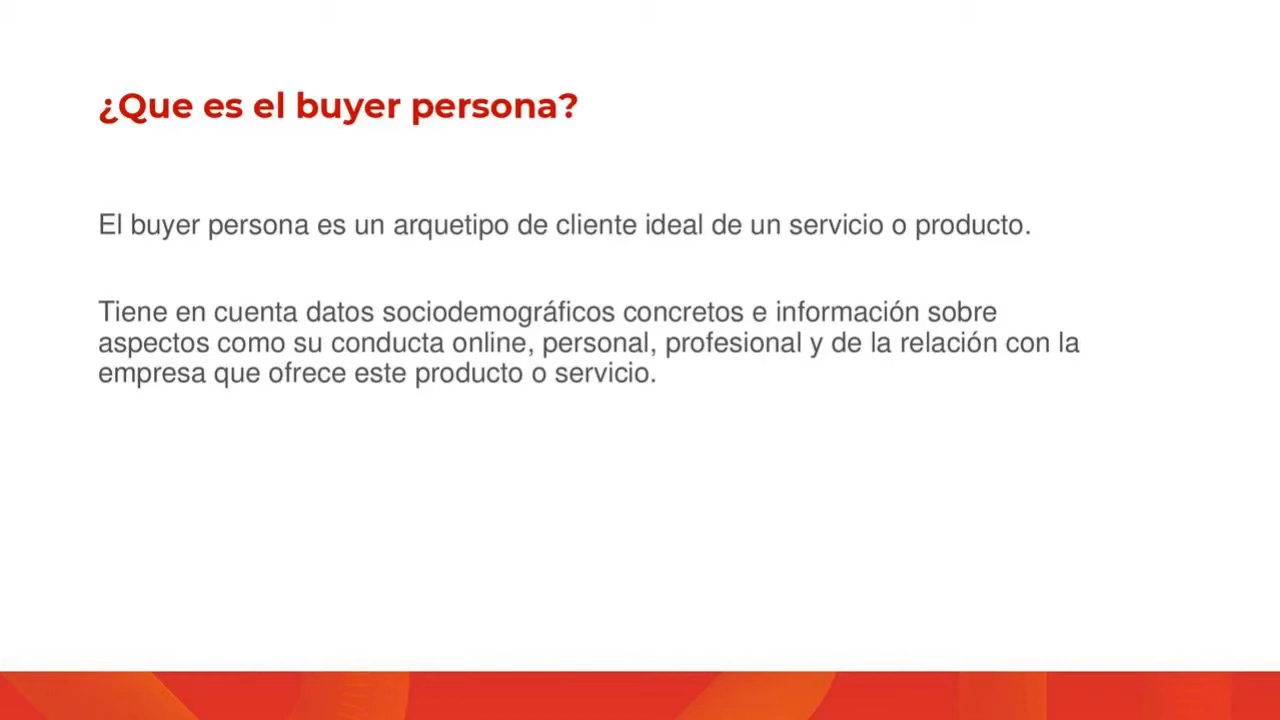 ¿Que es el buyer persona?
El buyer persona es un arquetipo de cliente ideal de un servicio o producto.
Tiene en cuenta datos sociodemográficos concretos e información sobre
aspectos como su conducta online, personal, profesional y de la relación con la
empresa que ofrece este producto o servicio.